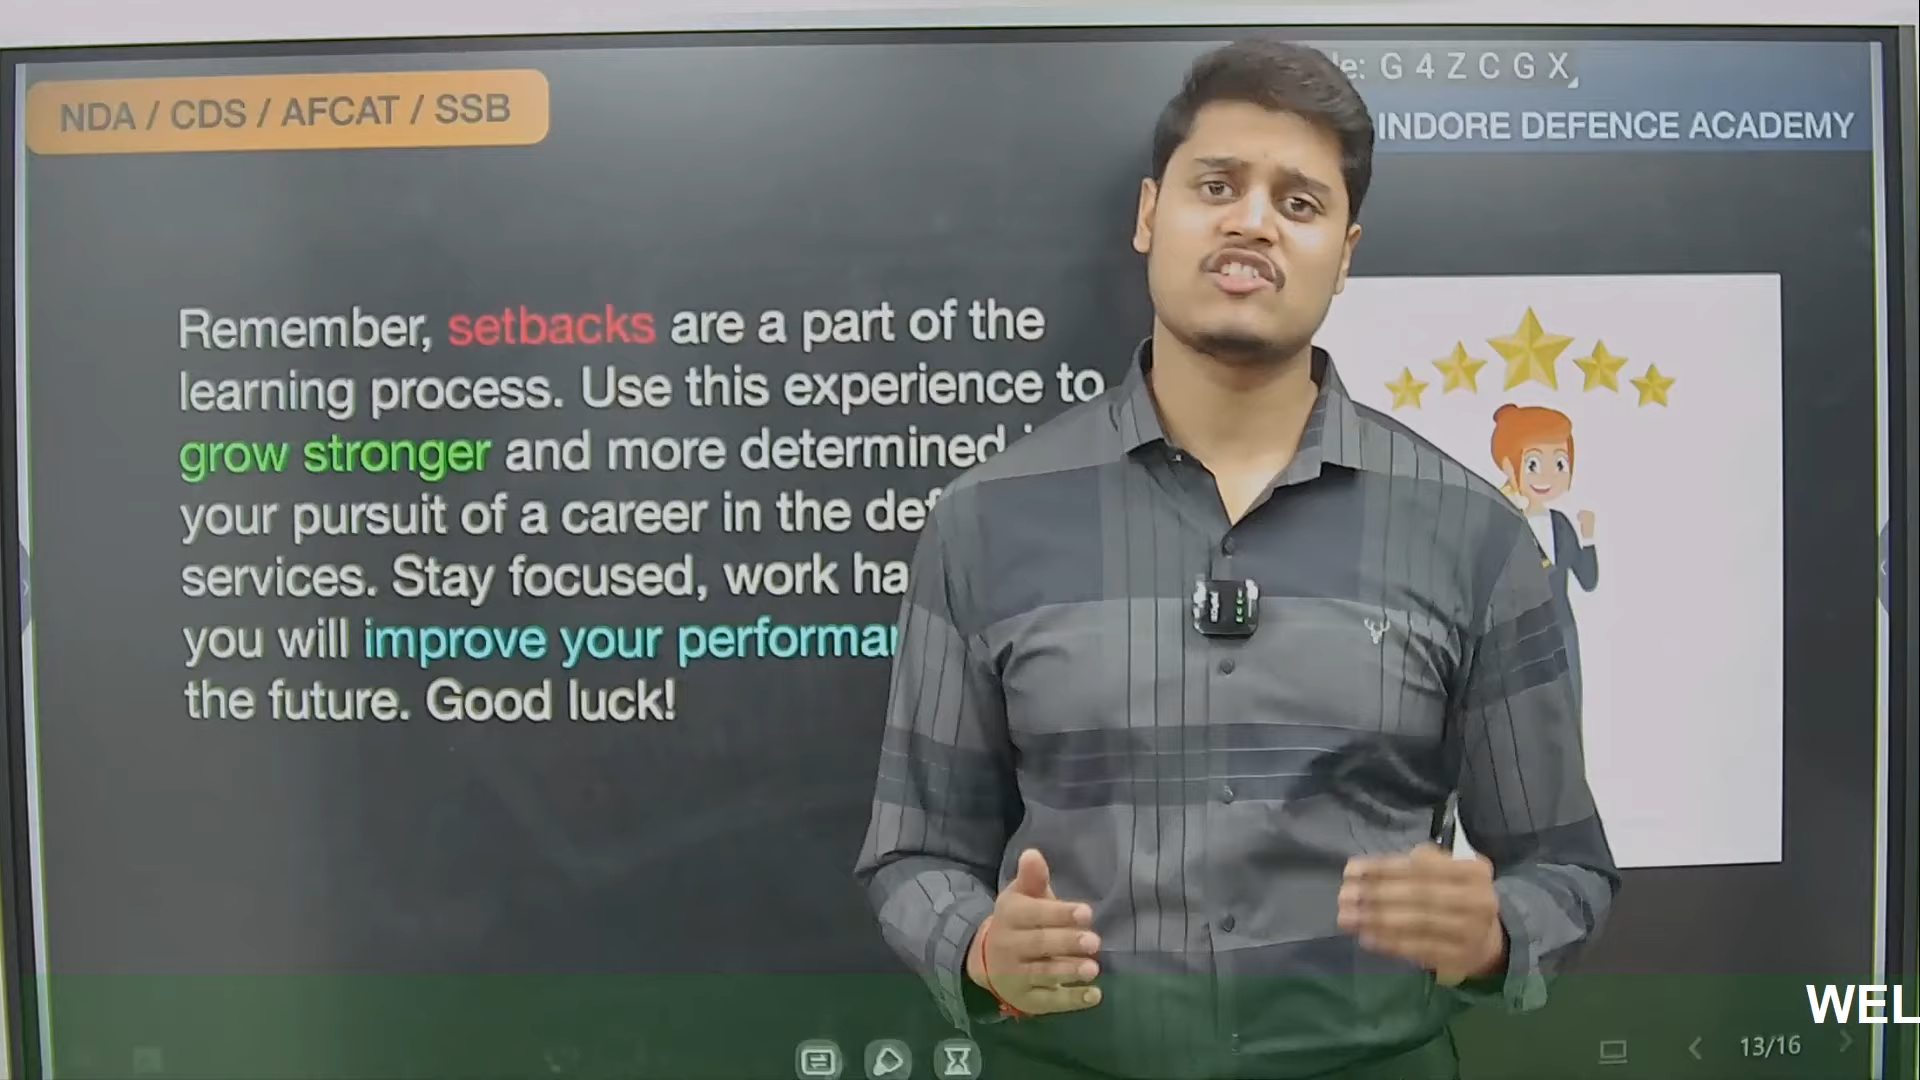 NDA / CDS / AFCAT / SSB
G 4 Z C G X
INDORE DEFENCE ACADEMY
Remember, setbacks are a part of the
learning process. Use this experience to
grow stronger and more determined
your pursuit of a career in the
services. Stay focused, work
you will improve your
the future. Good luck!
WEL
13/16